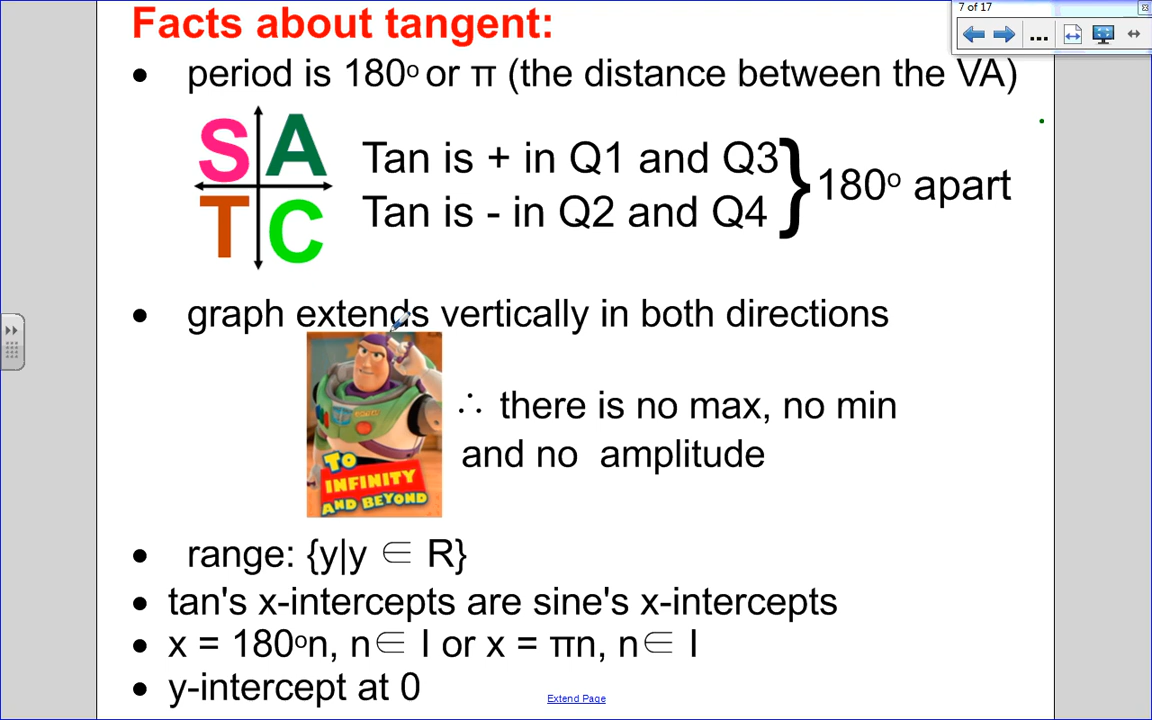 7 of 17
Facts about tangent:
• period is 180º or π (the distance between the VA)
S A
T C
Tan is + in Q1 and Q3
Tan is - in Q2 and Q4
} 180º apart
• graph extends vertically in both directions
TO
INFINITY
AND BEYOND
∴ there is no max, no min
and no amplitude
• range: {y|y ∈ R}
• tan's x-intercepts are sine's x-intercepts
• x = 180ºn, n∈ I or x = πn, n∈ I
• y-intercept at 0
Extend Page